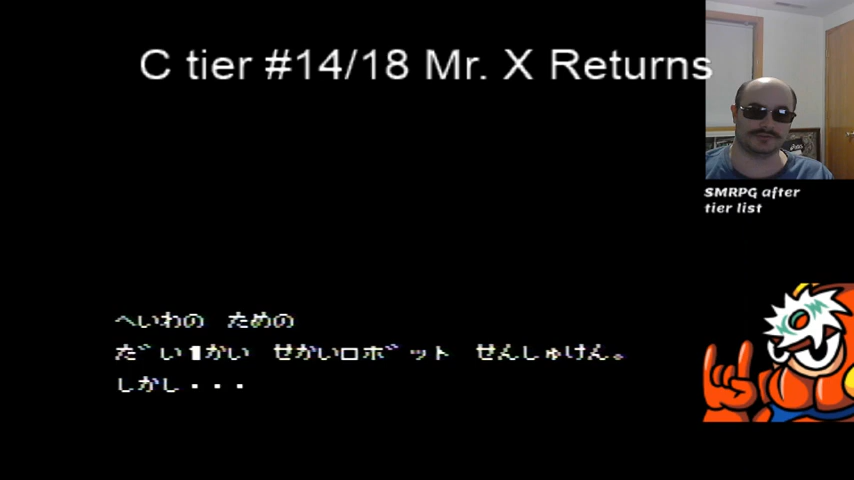 C tier #14/18 Mr. X Returns
SMRPG after
tier list
へいわの ための
だい1かい せかいロボット せんしゅけん。
しかし・・・